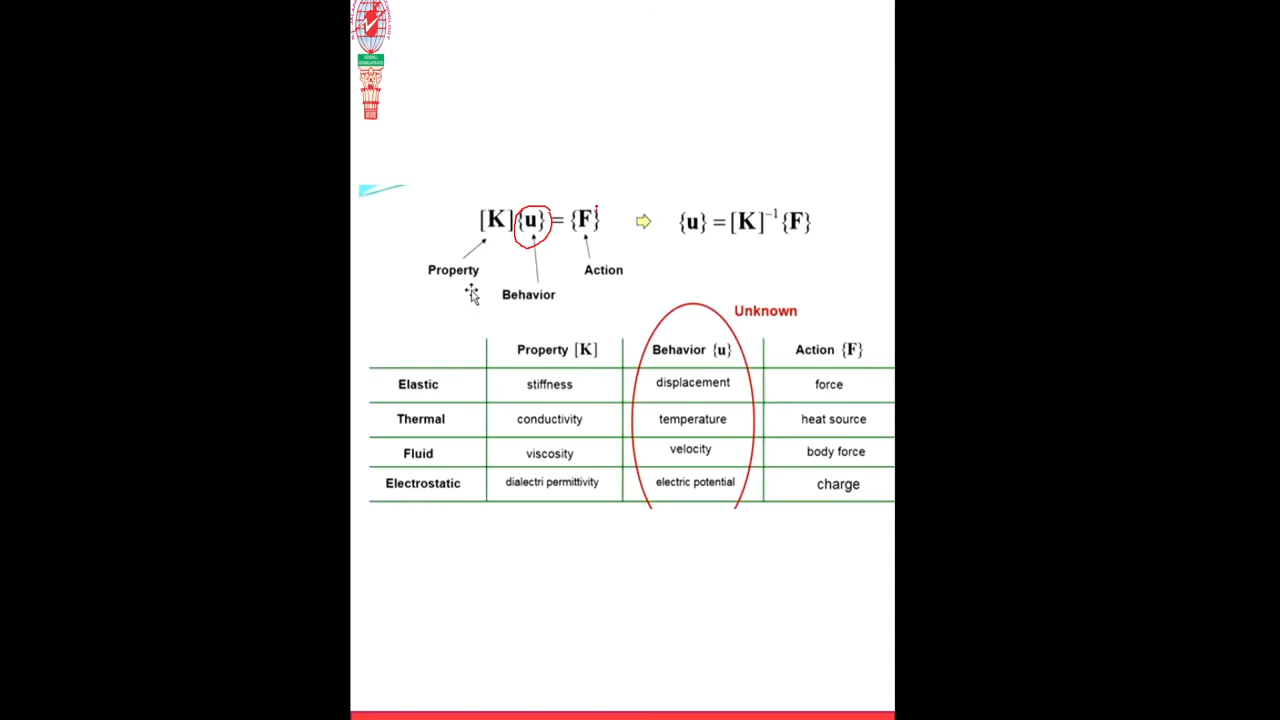 [K]{u} = {F} {u} = [K]⁻¹{F}
Property Action
Behavior
Unknown
Property [K] Behavior {u} Action {F}
Elastic stiffness displacement force
Thermal conductivity temperature heat source
Fluid viscosity velocity body force
Electrostatic dialectri permittivity electric potential charge